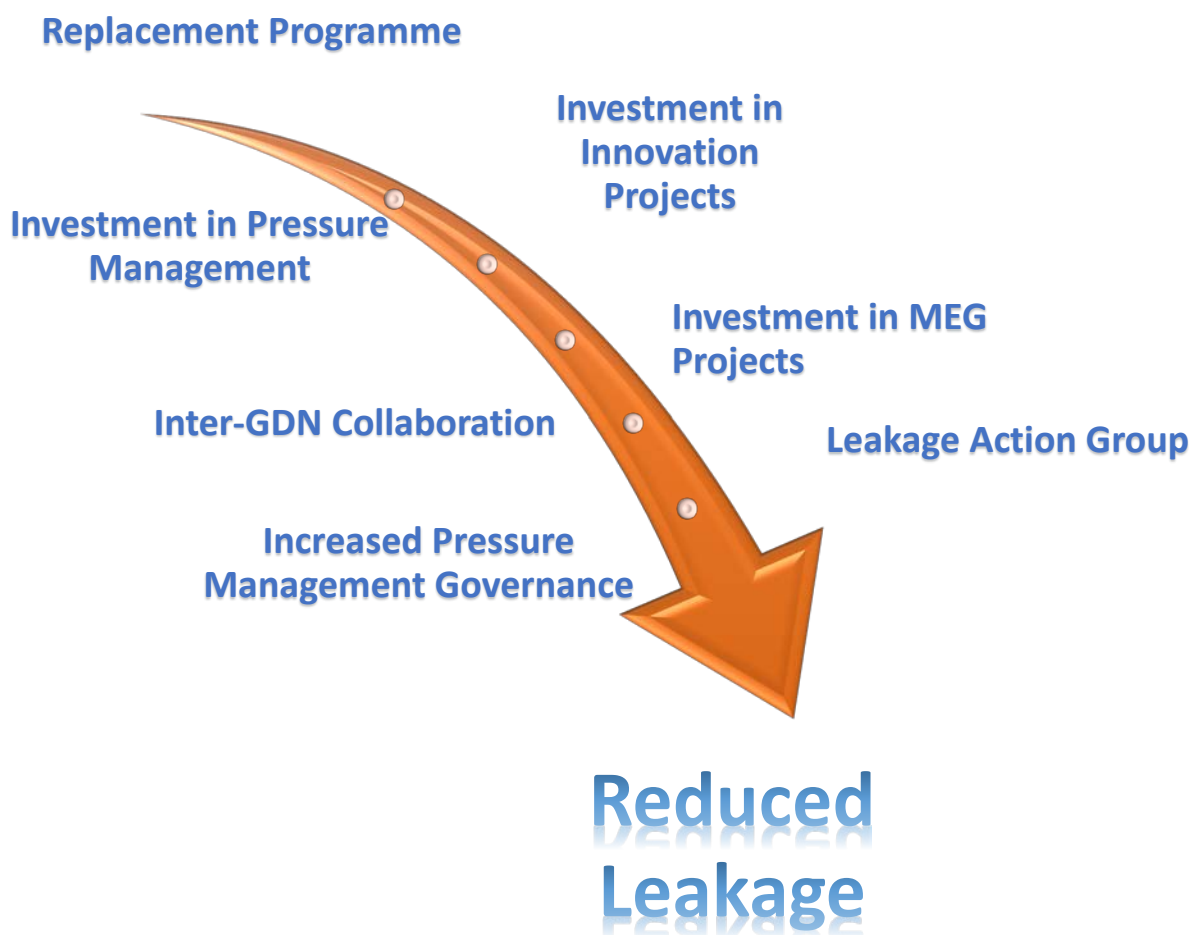 Replacement Programme
Investment in
Innovation
Projects
Investment in Pressure
Management
Investment in MEG
Projects
Inter-GDN Collaboration
Leakage Action Group
Increased Pressure
Management Governance
Reduced
Leakage